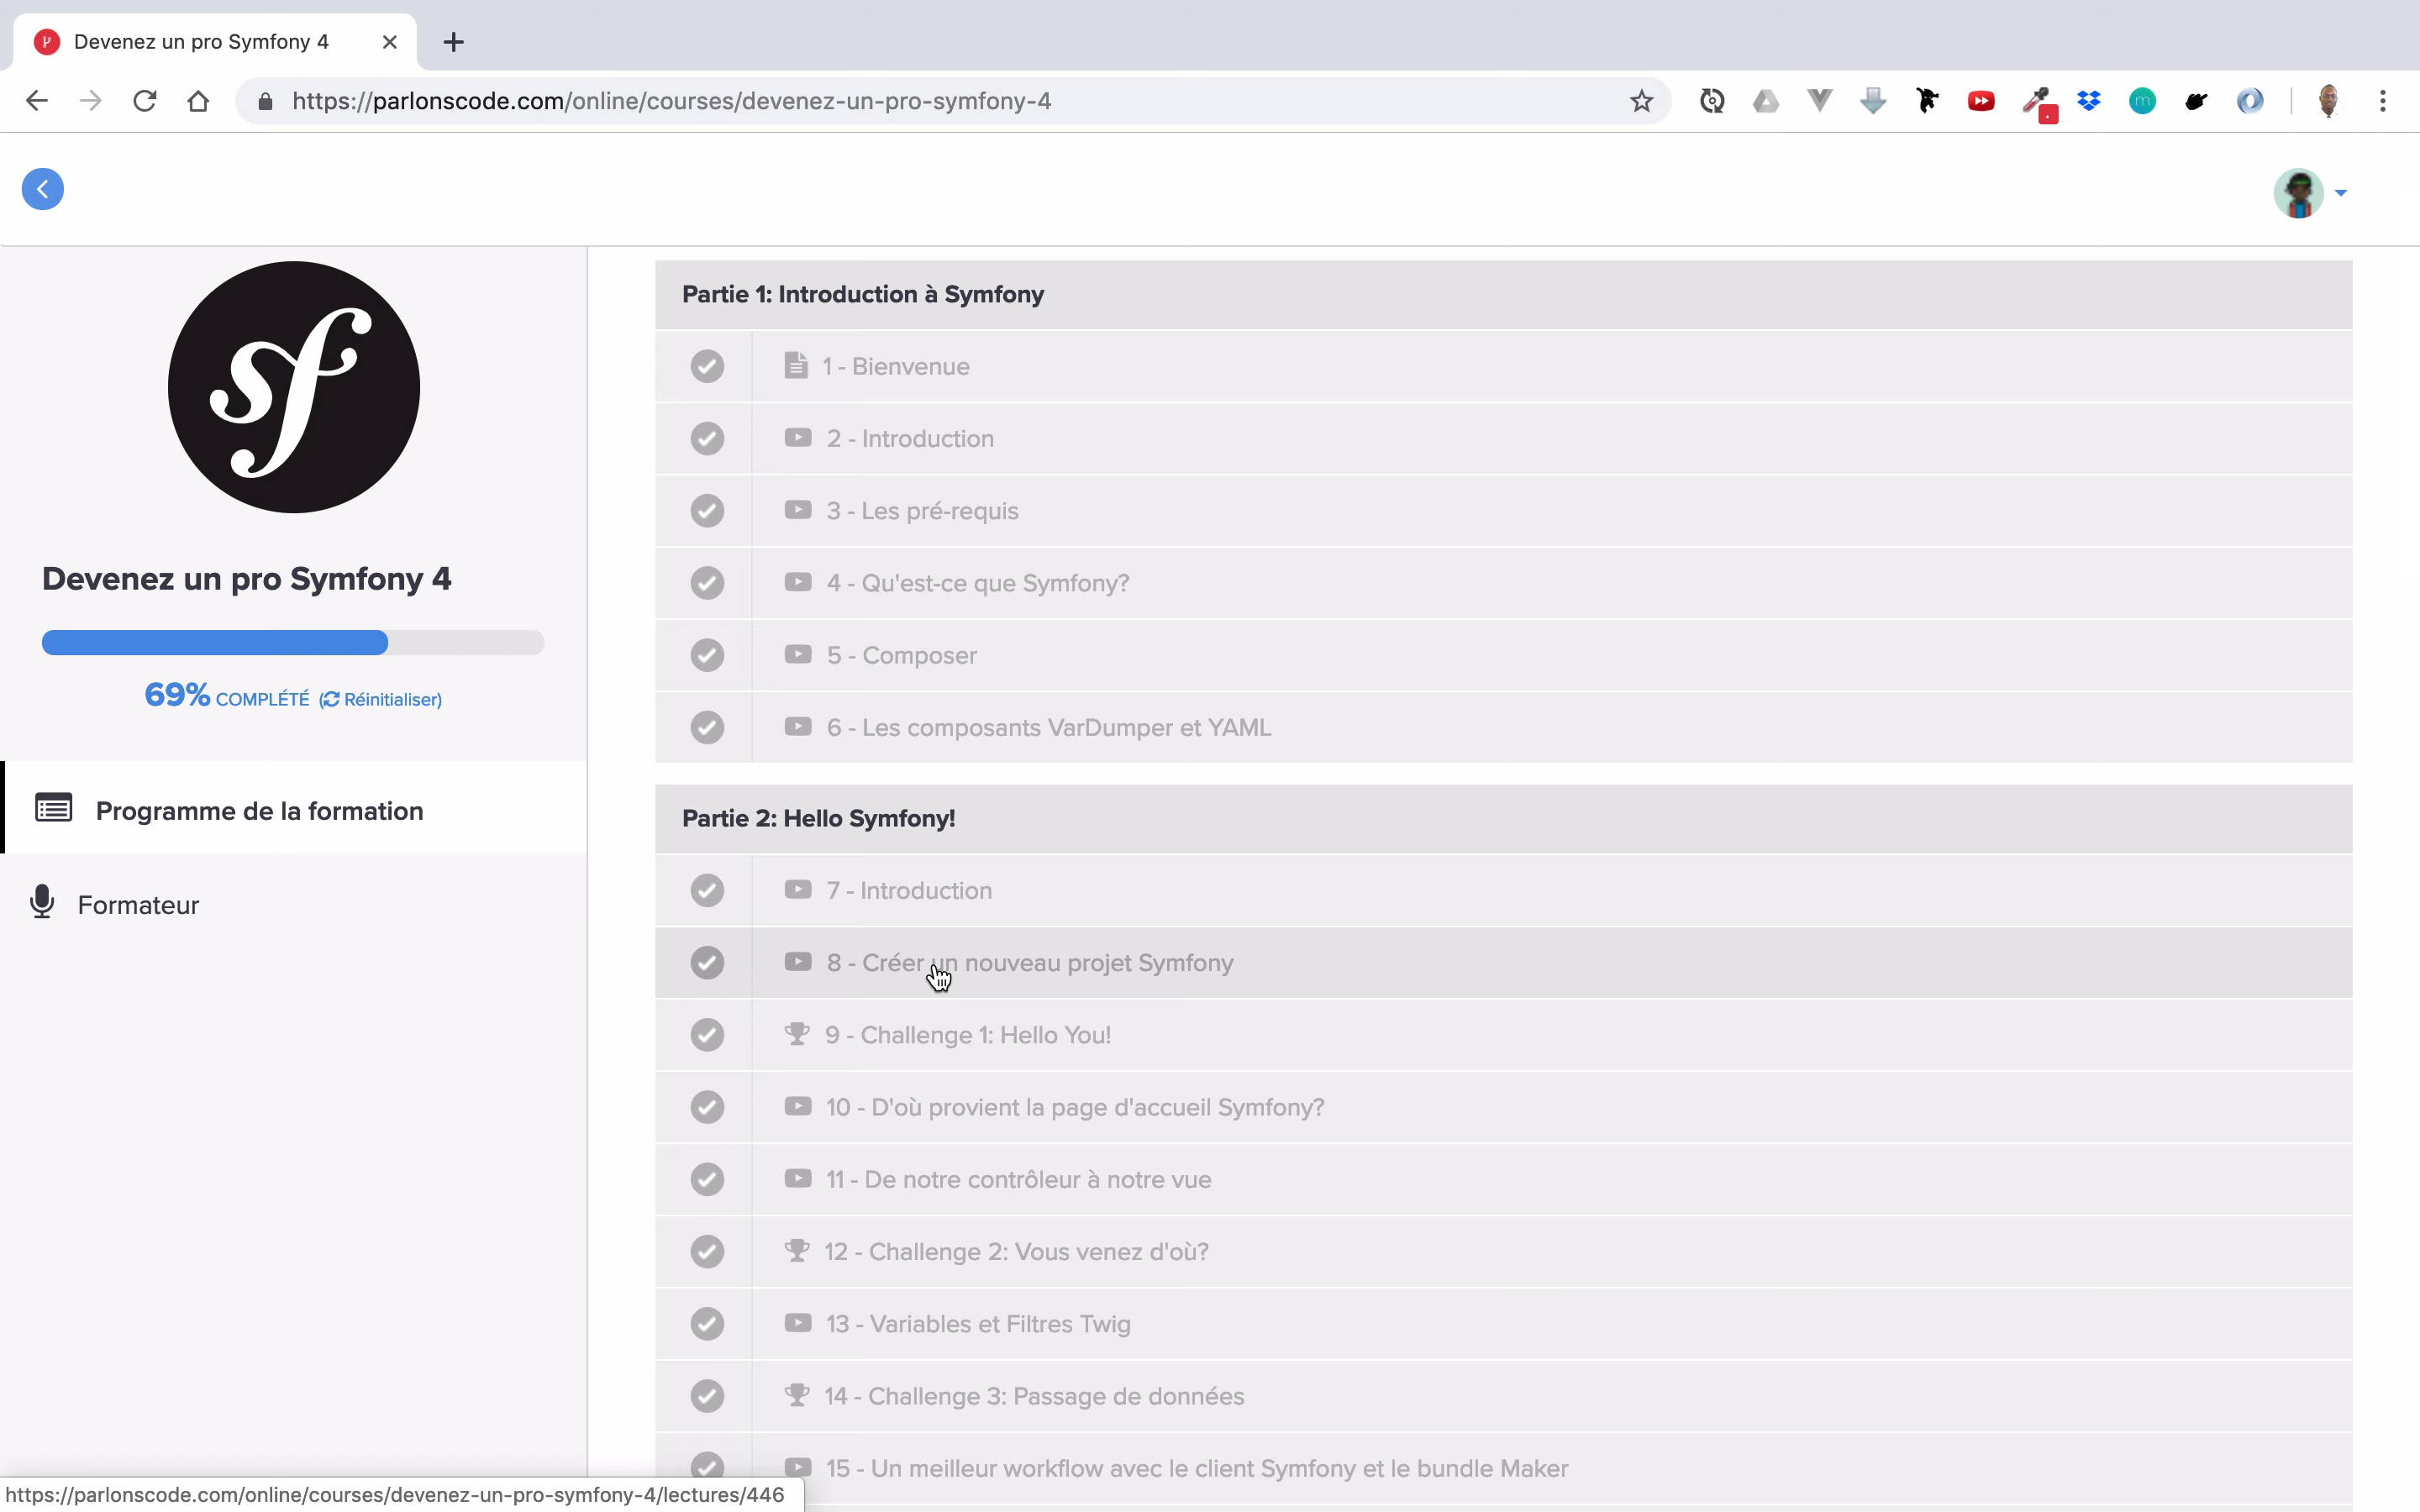 Devenez un pro Symfony 4
https://parlonscode.com/online/courses/devenez-un-pro-symfony-4
sf
Devenez un pro Symfony 4
69% COMPLÉTÉ (Réinitialiser)
Programme de la formation
Formateur
Partie 1: Introduction à Symfony
1 - Bienvenue
2 - Introduction
3 - Les pré-requis
4 - Qu'est-ce que Symfony?
5 - Composer
6 - Les composants VarDumper et YAML
Partie 2: Hello Symfony!
7 - Introduction
8 - Créer un nouveau projet Symfony
9 - Challenge 1: Hello You!
10 - D'où provient la page d'accueil Symfony?
11 - De notre contrôleur à notre vue
12 - Challenge 2: Vous venez d'où?
13 - Variables et Filtres Twig
14 - Challenge 3: Passage de données
15 - Un meilleur workflow avec le client Symfony et le bundle Maker
https://parlonscode.com/online/courses/devenez-un-pro-symfony-4/lectures/446